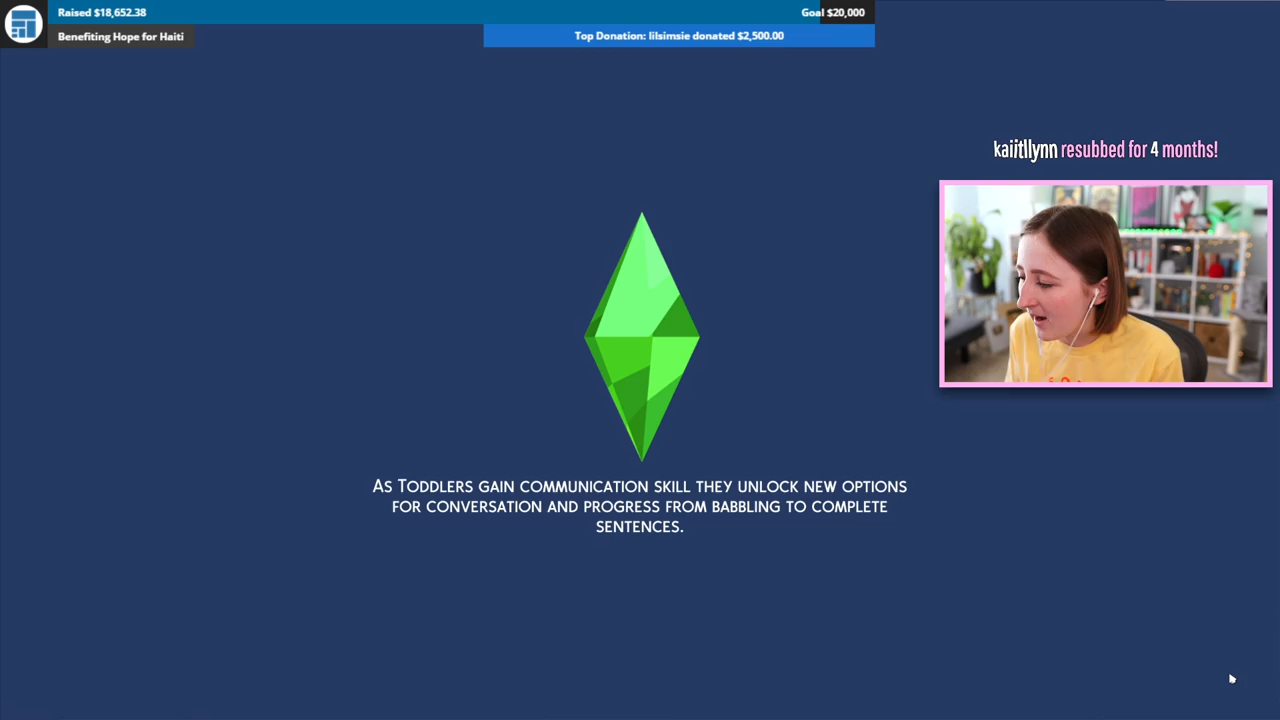 Raised $18,652.38
Goal $20,000
Benefiting Hope for Haiti
Top Donation: lilsimsie donated $2,500.00
kaiitllynn resubbed for 4 months!
AS TODDLERS GAIN COMMUNICATION SKILL THEY UNLOCK NEW OPTIONS
FOR CONVERSATION AND PROGRESS FROM BABBLING TO COMPLETE
SENTENCES.